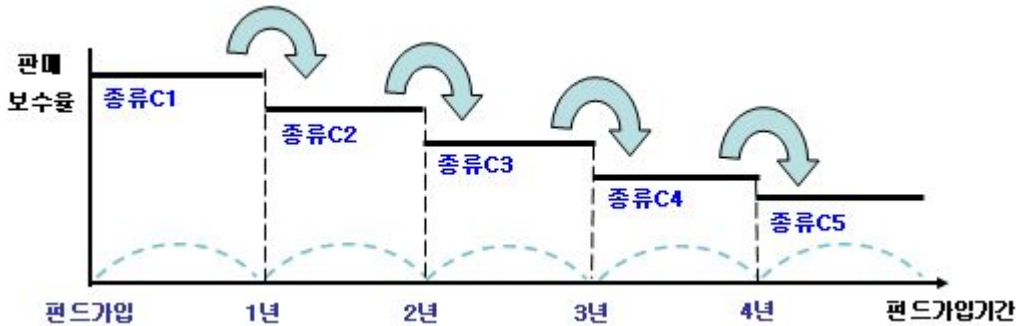 판매
보수율
종류C1
종류C2
종류C3
종류C4
종류C5
펀드가입
1년
2년
3년
4년
펀드가입기간